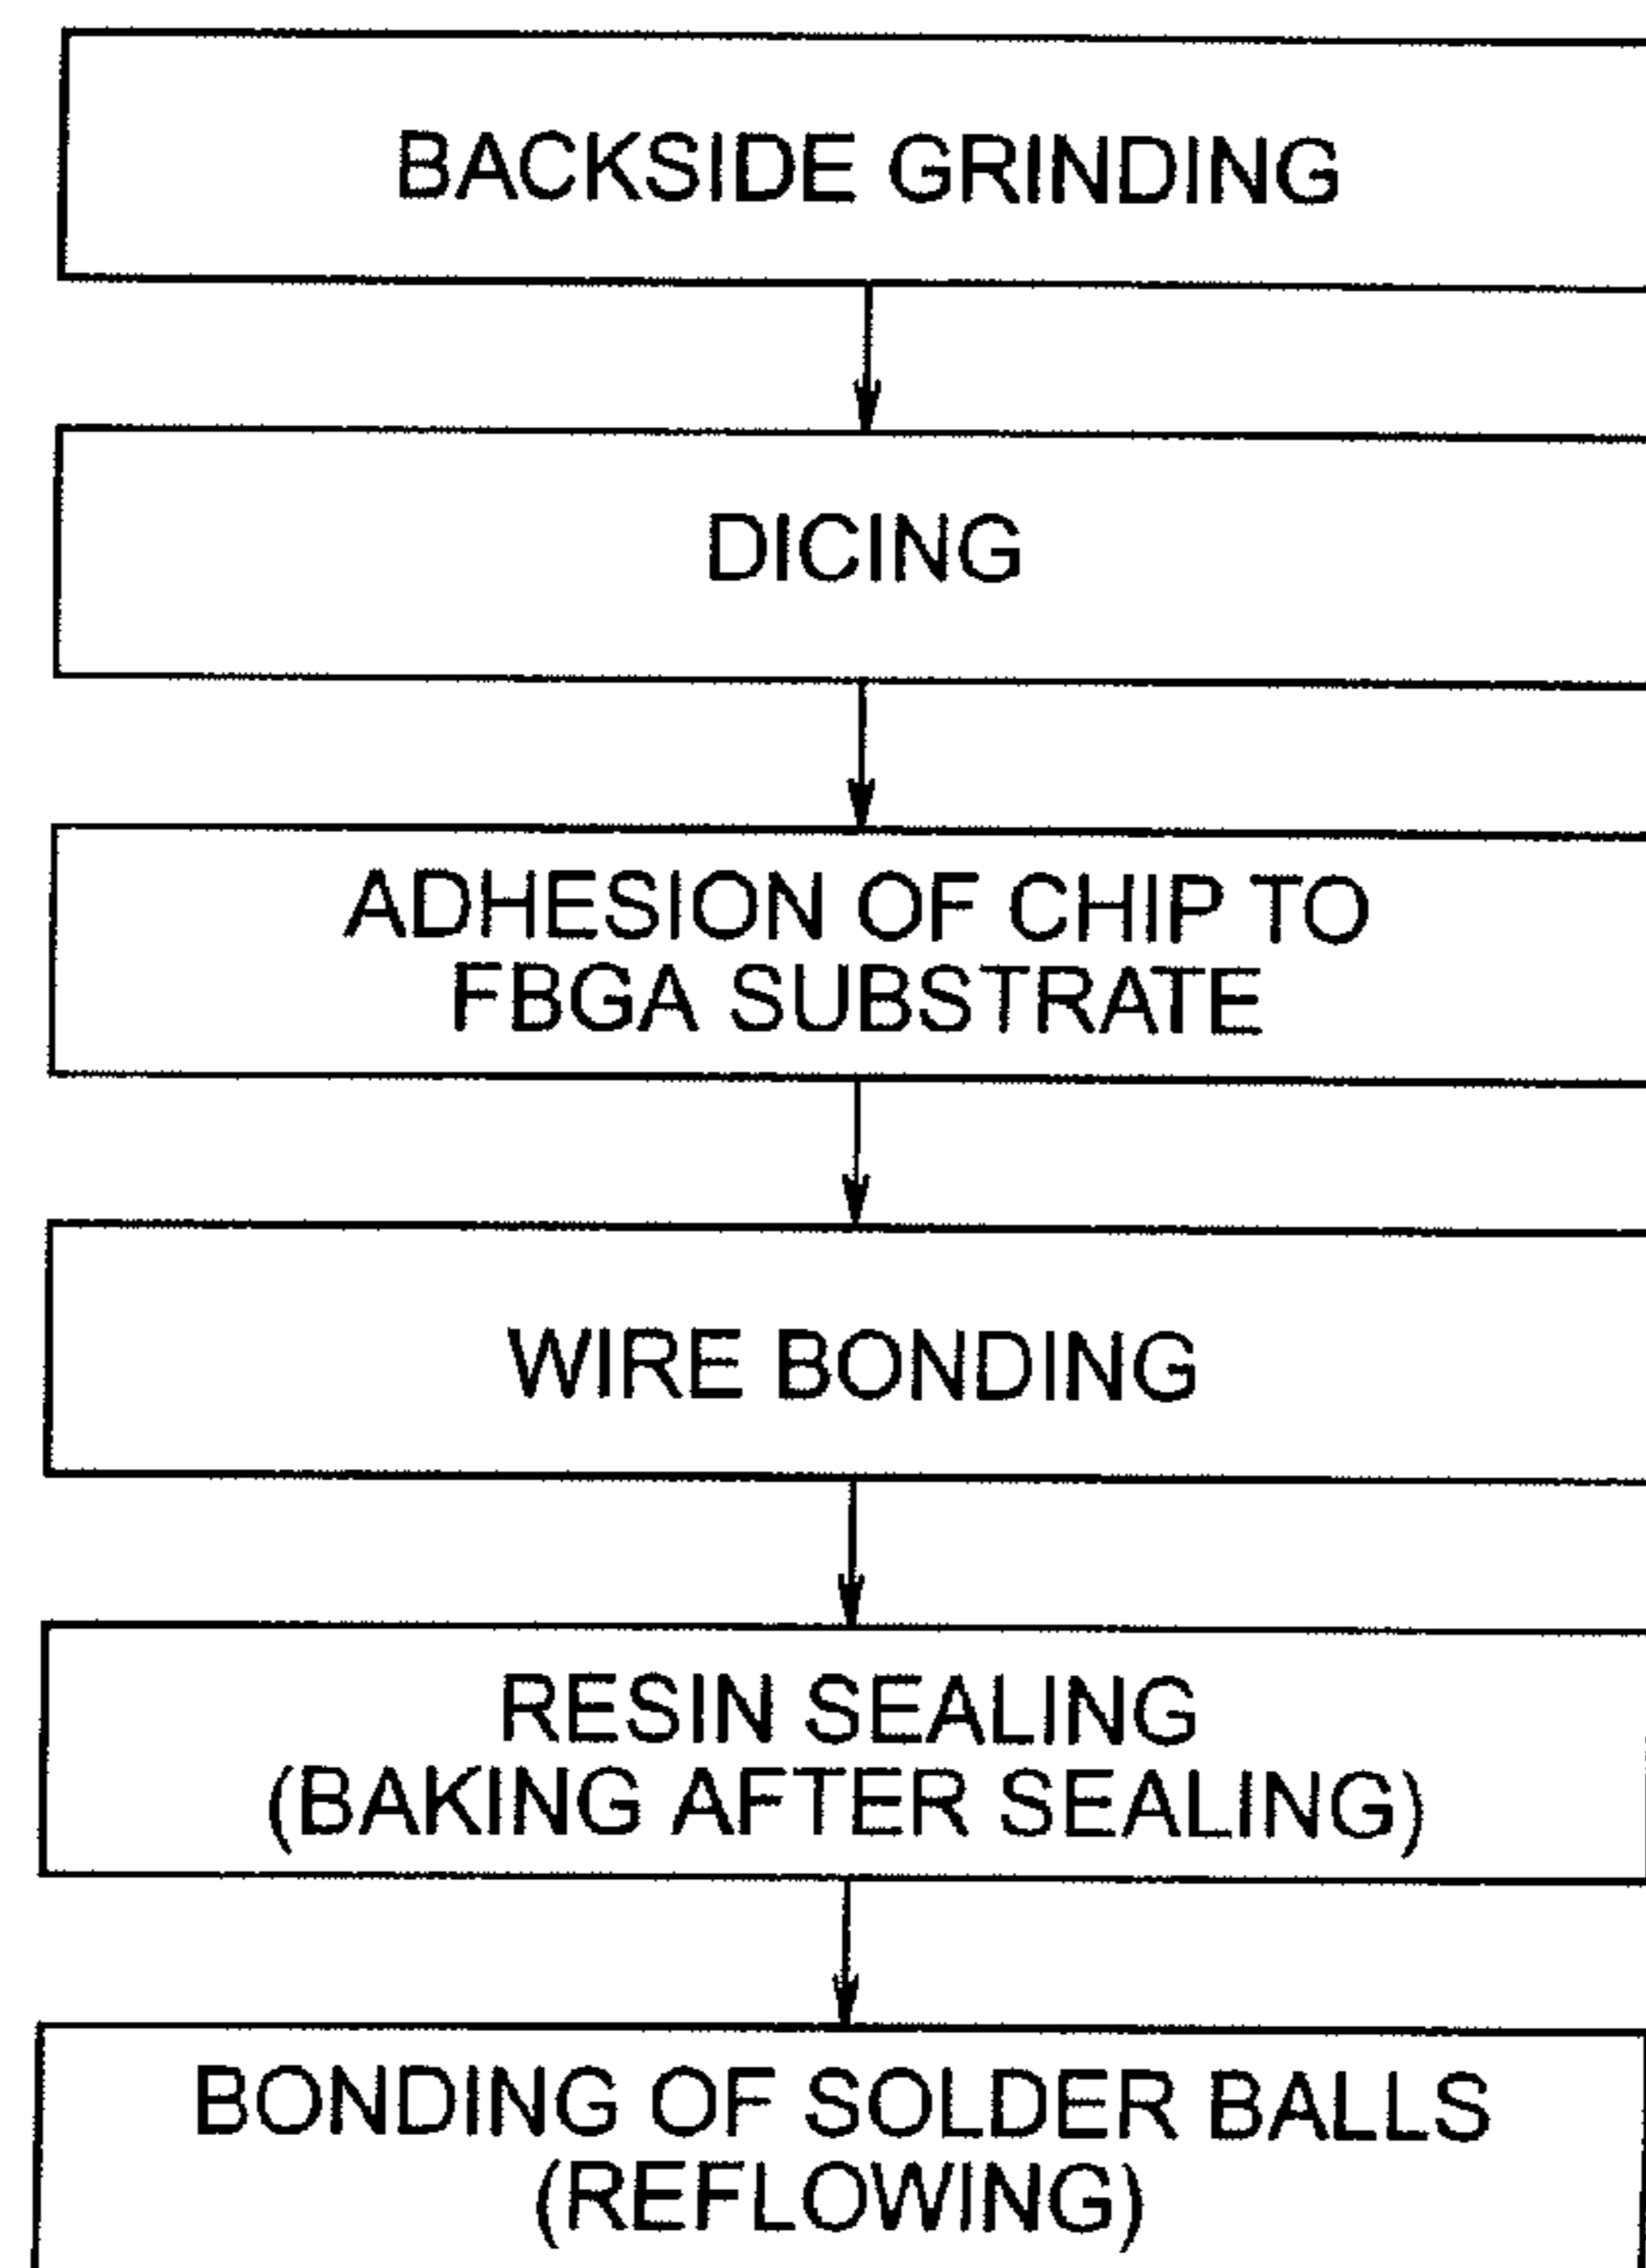 BACKSIDE GRINDING
DICING
ADHESION OF CHIP TO
FBGA SUBSTRATE
WIRE BONDING
RESIN SEALING
(BAKING AFTER SEALING)
BONDING OF SOLDER BALLS
(REFLOWING)